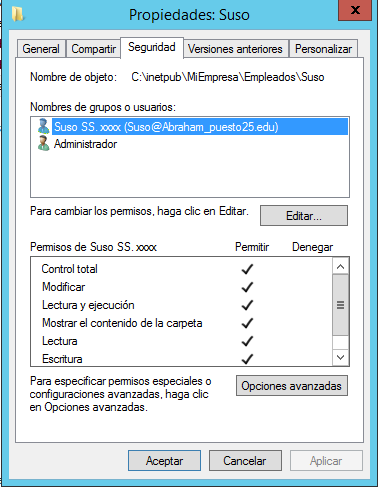 Propiedades: Suso
x
General
Compartir
Seguridad
Versiones anteriores
Personalizar
Nombre de objeto: C:\inetpub\MiEmpresa\Empleados\Suso
Nombres de grupos o usuarios:
Suso SS. xxxx (Suso@Abraham_puesto25.edu)
Administrador
Para cambiar los permisos, haga clic en Editar.
Editar...
Permisos de Suso SS. xxxx Permitir Denegar
Control total
Modificar
Lectura y ejecución
Mostrar el contenido de la carpeta
Lectura
Escritura
Para especificar permisos especiales o
configuraciones avanzadas, haga clic
en Opciones avanzadas.
Opciones avanzadas
Aceptar
Cancelar
Aplicar